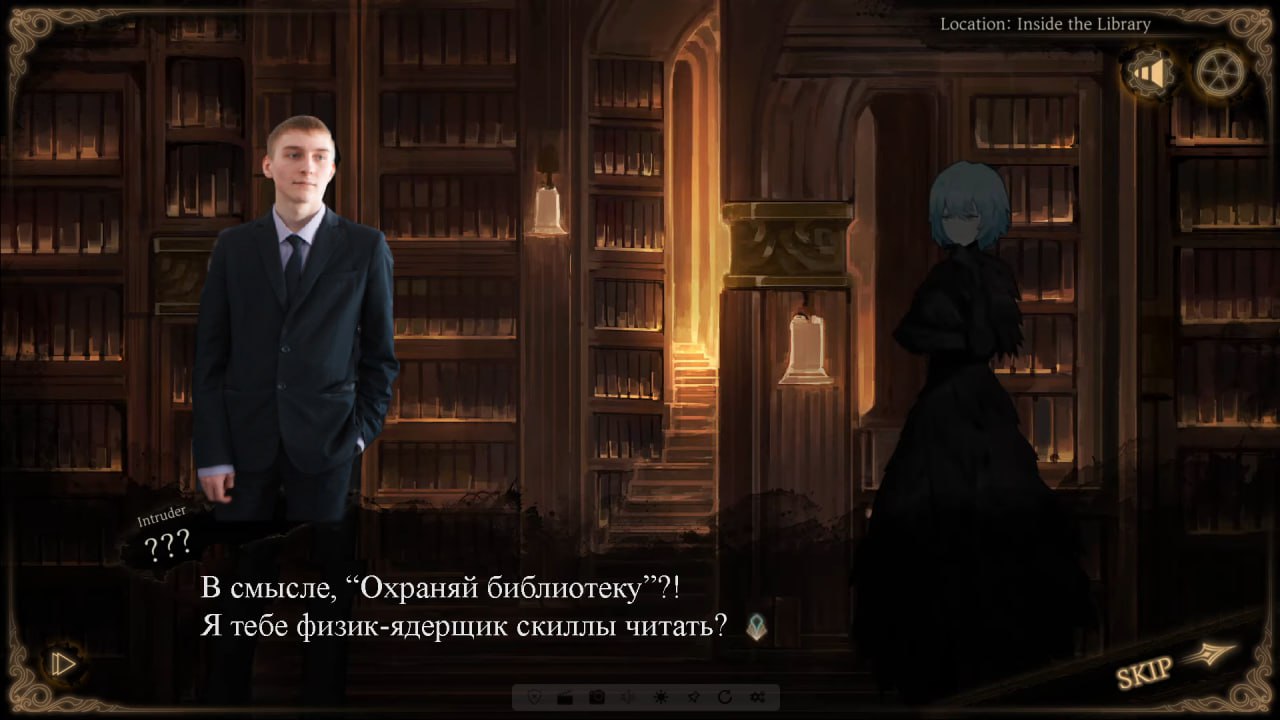 Location: Inside the Library
Intruder
???
В смысле, “Охраняй библиотеку”?!
Я тебе физик-ядерщик скиллы читать?
SKIP